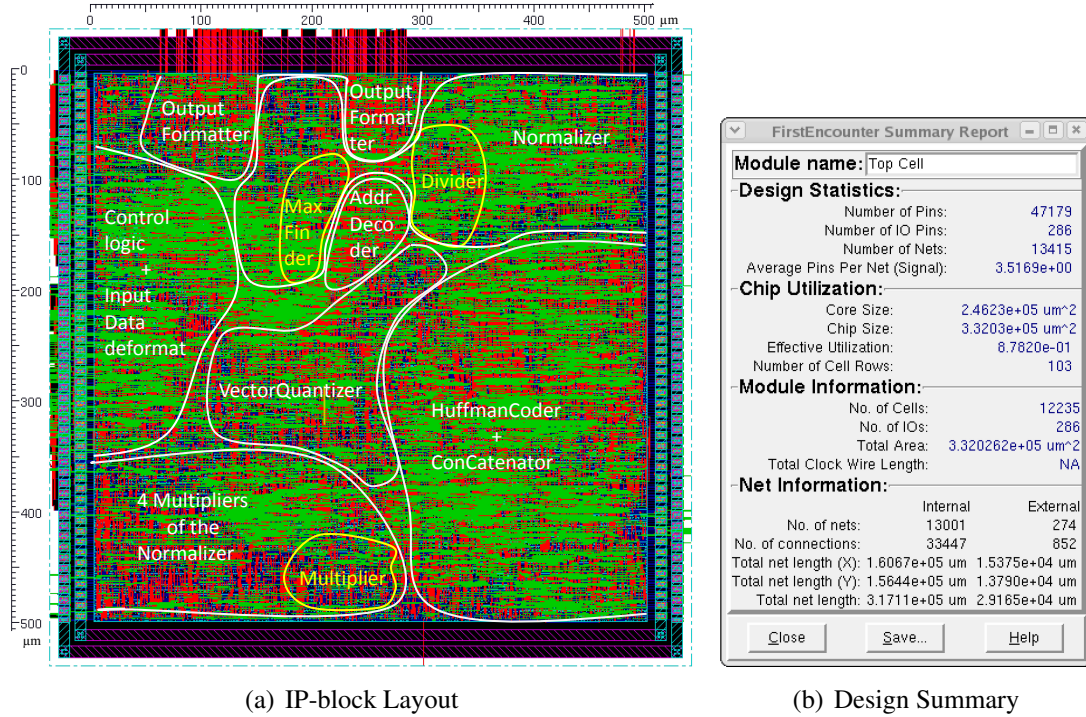 0 100 200 300 400 500 μm
0
100
200
300
400
500
μm
Output
Formatter
Output
Format
ter
Normalizer
Divider
Max
Fin
der
Addr
Deco
der
Control
logic
+
Input
Data
deformat
VectorQuantizer
HuffmanCoder
+
ConCatenator
4 Multipliers
of the
Normalizer
Multiplier
(a) IP-block Layout
FirstEncounter Summary Report
Module name: Top Cell
Design Statistics:
Number of Pins: 47179
Number of IO Pins: 286
Number of Nets: 13415
Average Pins Per Net (Signal): 3.5169e+00
Chip Utilization:
Core Size: 2.4623e+05 um^2
Chip Size: 3.3203e+05 um^2
Effective Utilization: 8.7820e-01
Number of Cell Rows: 103
Module Information:
No. of Cells: 12235
No. of IOs: 286
Total Area: 3.320262e+05 um^2
Total Clock Wire Length: NA
Net Information:
Internal External
No. of nets: 13001 274
No. of connections: 33447 852
Total net length (X): 1.6067e+05 um 1.5375e+04 um
Total net length (Y): 1.5644e+05 um 1.3790e+04 um
Total net length: 3.1711e+05 um 2.9165e+04 um
Close Save... Help
(b) Design Summary